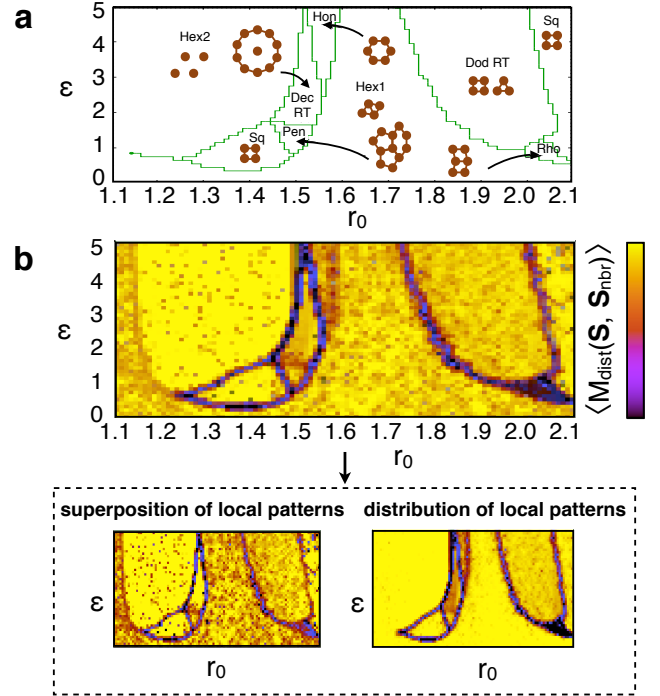 a
Hon
Sq
Hex2
Dod RT
Hex1
Dec
RT
Pen
Sq
Rho
ε
5
4
3
2
1
0
1.1 1.2 1.3 1.4 1.5 1.6 1.7 1.8 1.9 2.0 2.1
r0
b
ε
5
4
3
2
1
0
1.1 1.2 1.3 1.4 1.5 1.6 1.7 1.8 1.9 2.0 2.1
r0
⟨Mdist(S, Snbr)⟩
superposition of local patterns
distribution of local patterns
ε
r0
ε
r0